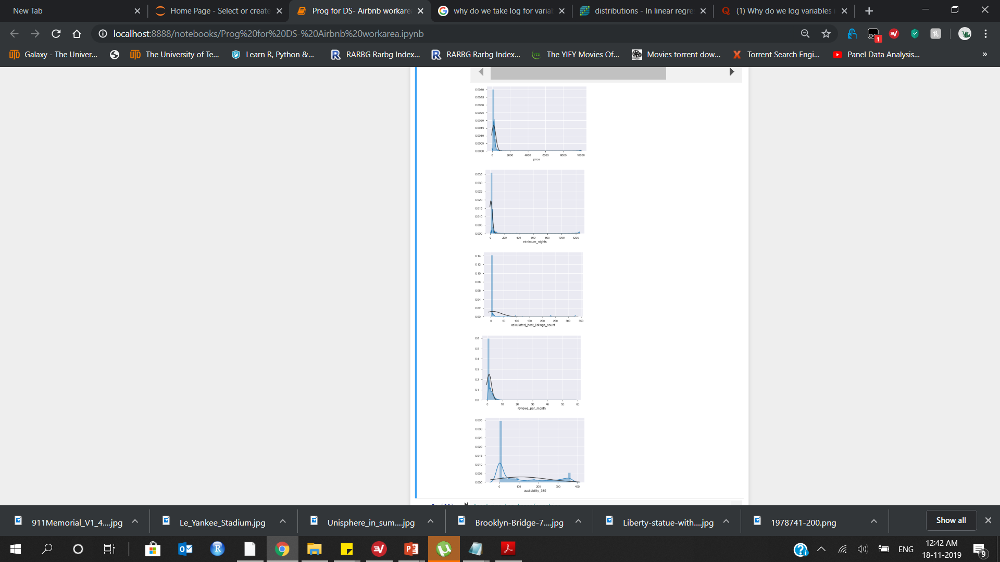 New Tab
Home Page - Select or create
Prog for DS- Airbnb workarea
why do we take log for varial
distributions - In linear regre
(1) Why do we log variables i
localhost:8888/notebooks/Prog%20for%20DS-%20Airbnb%20workarea.ipynb
1
Galaxy - The Univer...
The University of Te...
Learn R, Python &...
RARBG Rarbg Index...
RARBG Rarbg Index...
The YIFY Movies Of...
Movies torrent dow...
Torrent Search Engi...
Panel Data Analysis...
»
0.0040
0.0035
0.0030
0.0025
0.0020
0.0015
0.0010
0.0005
0.0000
0 2000 4000 6000 8000 10000
price
0.035
0.030
0.025
0.020
0.015
0.010
0.005
0.000
0 200 400 600 800 1000 1200
minimum_nights
0.14
0.12
0.10
0.08
0.06
0.04
0.02
0.00
0 50 100 150 200 250 300 350
calculated_host_listings_count
0.6
0.5
0.4
0.3
0.2
0.1
0.0
0 10 20 30 40 50 60
reviews_per_month
0.035
0.030
0.025
0.020
0.015
0.010
0.005
0.000
0 100 200 300 400
availability_365
911Memorial_V1_4....jpg
Le_Yankee_Stadium.jpg
Unisphere_in_sum....jpg
Brooklyn-Bridge-7....jpg
Liberty-statue-with....jpg
1978741-200.png
Show all
ENG
12:42 AM
18-11-2019
9